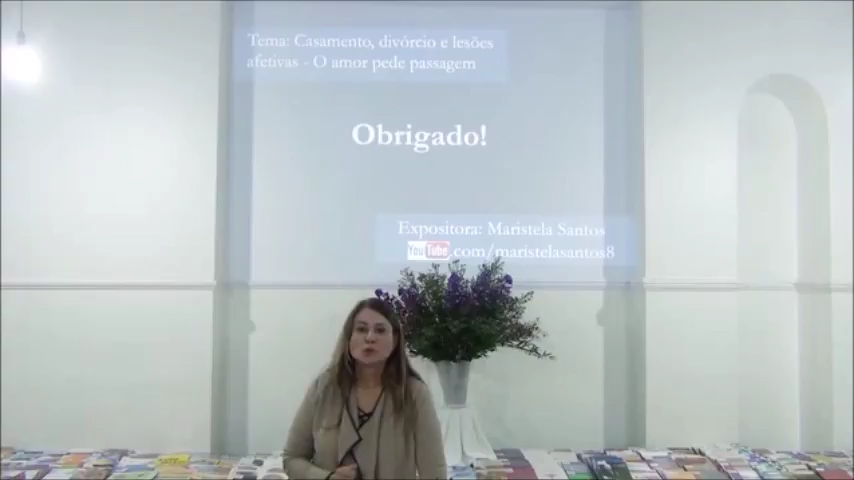 Tema: Casamento, divórcio e lesões
afetivas - O amor pede passagem
Obrigado!
Expositora: Maristela Santos
YouTube.com/maristelasantos8